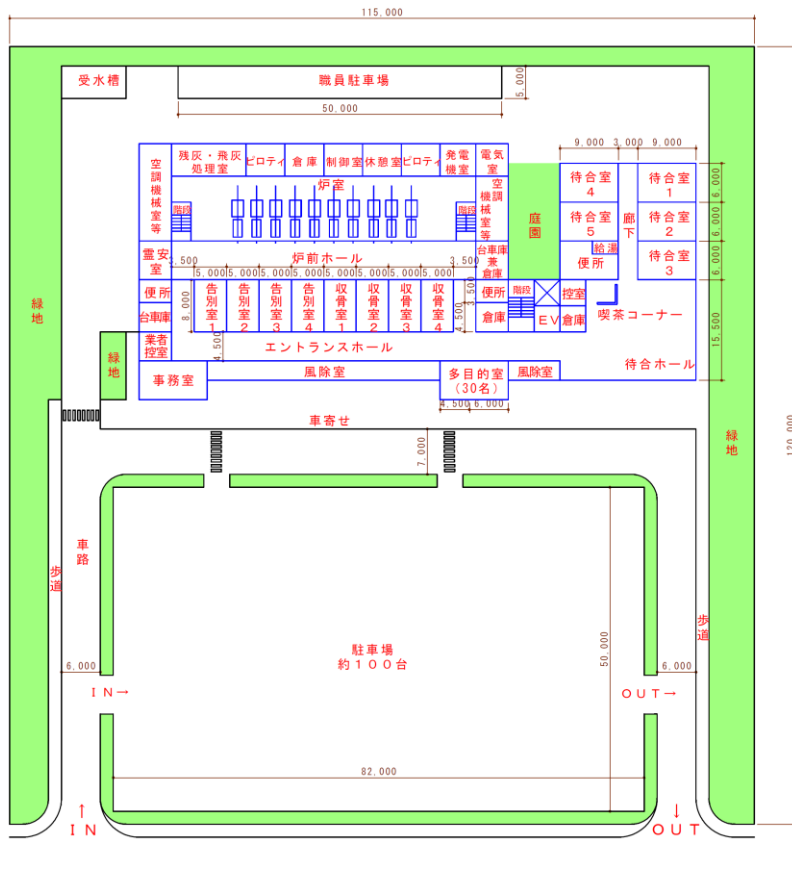 115,000
受水槽
職員駐車場
5,000
50,000
9,000
3,000
9,000
空調機械室等
残灰・飛灰
処理室
ピロティ
倉庫
制御室
休憩室
ピロティ
発電
機室
電気
室
炉室
階段
階段
空調機械室等
庭園
待合室
4
廊下
待合室
1
6,000
待合室
5
待合室
2
6,000
給湯
便所
待合室
3
6,000
霊安
室
3,500
炉前ホール
3,500
台車庫
兼
倉庫
5,000
5,000
5,000
5,000
5,000
5,000
5,000
5,000
便所
8,000
告別室1
告別室2
告別室3
告別室4
収骨室1
収骨室2
収骨室3
収骨室4
3,500
4,500
便所
階段
控室
台車庫
倉庫
EV
倉庫
喫茶コーナー
15,500
業者
控室
4,500
エントランスホール
待合ホール
緑地
緑地
事務室
風除室
多目的室
(30名)
風除室
4,500
6,000
車寄せ
7,000
緑地
120,000
車路
歩道
歩道
駐車場
約100台
50,000
6,000
6,000
IN→
OUT→
82,000
↑
IN
↓
OUT